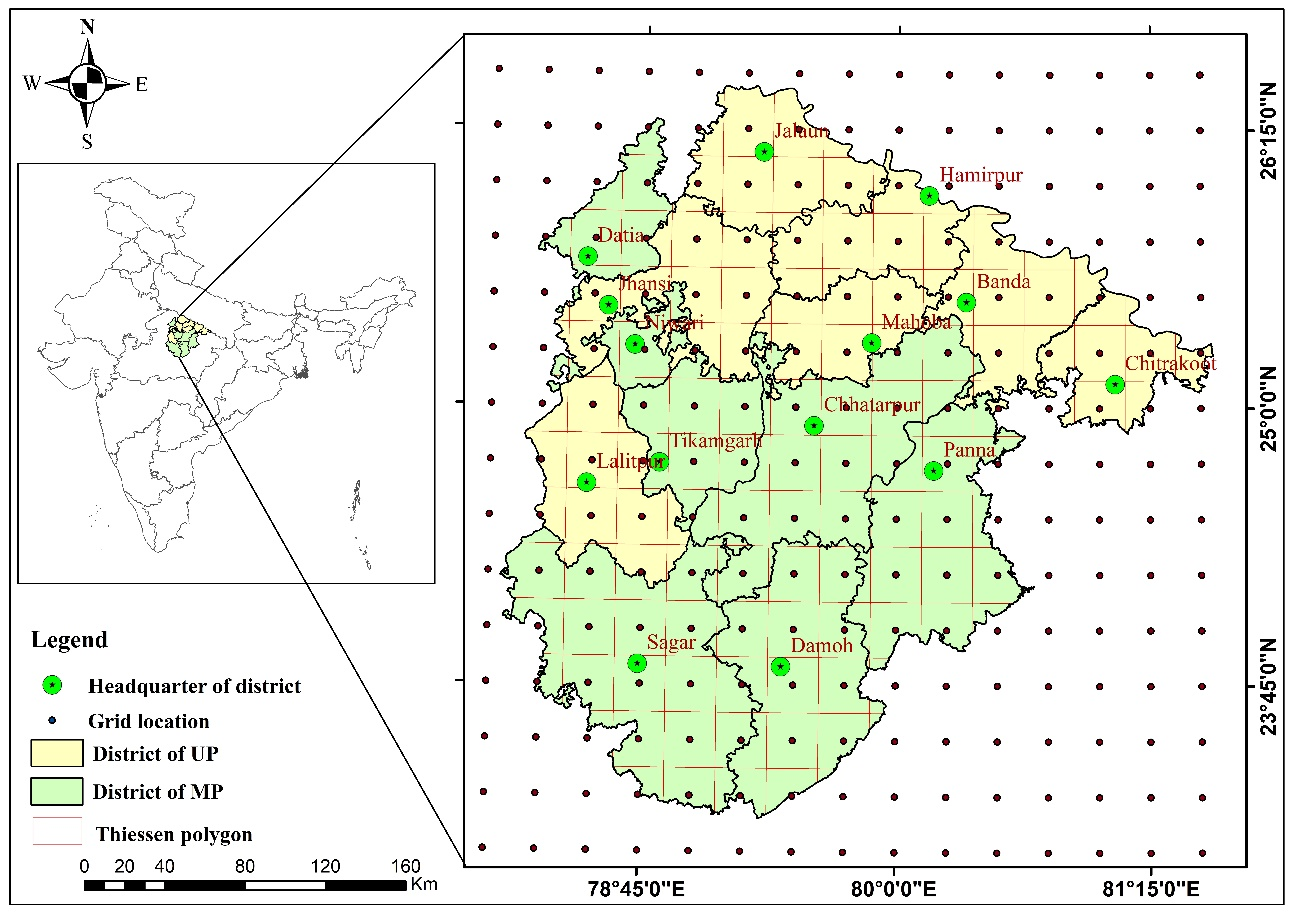 N
W
E
S
Jalaun
Hamirpur
Datia
Jhansi
Niwari
Banda
Mahoba
Chitrakoot
Chhatarpur
Tikamgarh
Lalitpur
Panna
Sagar
Damoh
26°15'0"N
25°0'0"N
23°45'0"N
78°45'0"E
80°0'0"E
81°15'0"E
Legend
Headquarter of district
Grid location
District of UP
District of MP
Thiessen polygon
0 20 40 80 120 160
Km